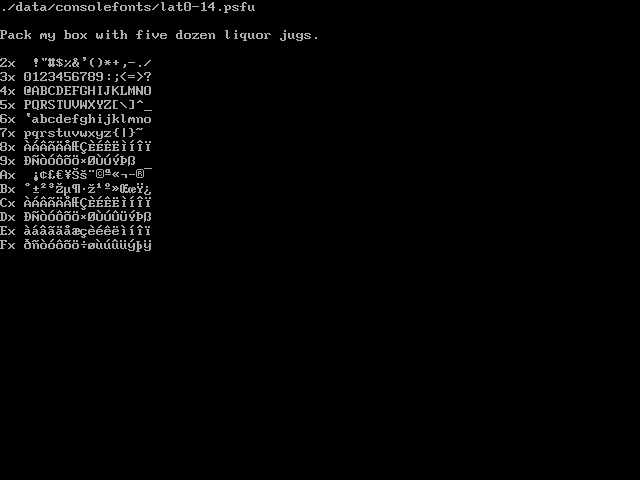 ./data/consolefonts/lat0-14.psfu
Pack my box with five dozen liquor jugs.
2x  !"#$%&'()*+,-./
3x 0123456789:;<=>?
4x @ABCDEFGHIJKLMNO
5x PQRSTUVWXYZ[\]^_
6x `abcdefghijklmno
7x pqrstuvwxyz{|}~
8x ÀÁÂÃÄÅÆÇÈÉÊËÌÍÎÏ
9x ÐÑÒÓÔÕÖ×ØÙÚÝÞß
Ax  ¡¢£€¥Šš¨©ª«¬-®¯
Bx °±²³Žµ¶·ž¹º»ŒœŸ¿
Cx ÀÁÂÃÄÅÆÇÈÉÊËÌÍÎÏ
Dx ÐÑÒÓÔÕÖ×ØÙÚÛÜÝÞß
Ex àáâãäåæçèéêëìíîï
Fx ðñòóôõö÷øùúûüýþÿ